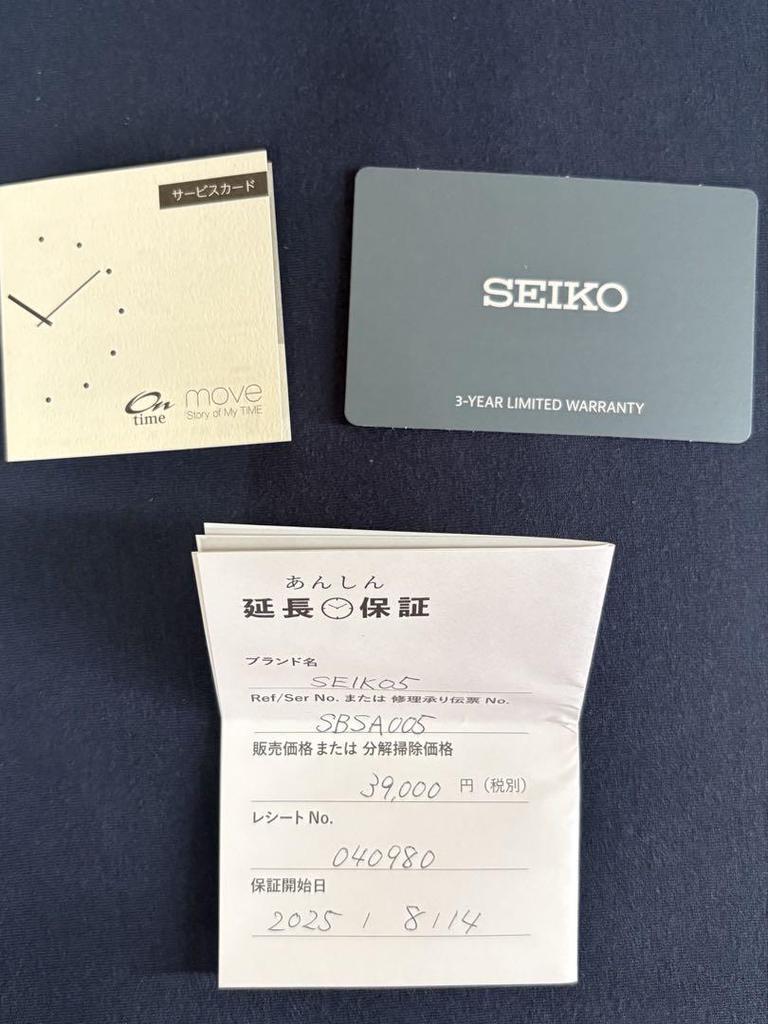 サービスカード
On time
move
Story of My TIME
SEIKO
3-YEAR LIMITED WARRANTY
あんしん
延長保証
ブランド名
SEIKO5
Ref/Ser No. または 修理承り伝票 No.
SBSA005
販売価格 または 分解掃除価格
39,000 円（税別）
レシート No.
040980
保証開始日
2025 / 8/14